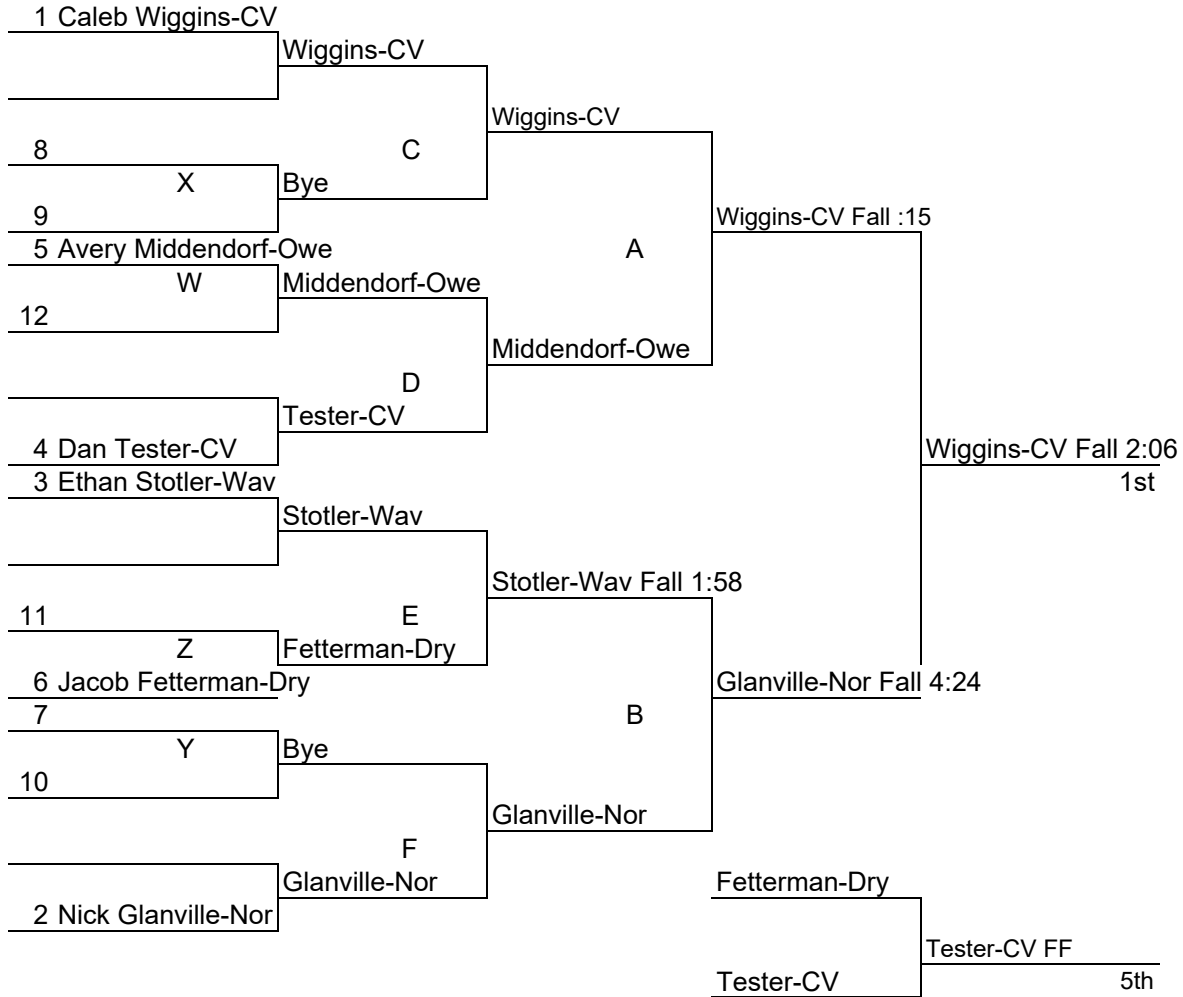 1 Caleb Wiggins-CV
Wiggins-CV
Wiggins-CV
8
C
X
Bye
9
Wiggins-CV Fall :15
5 Avery Middendorf-Owe
A
W
Middendorf-Owe
12
Middendorf-Owe
D
Tester-CV
4 Dan Tester-CV
Wiggins-CV Fall 2:06
3 Ethan Stotler-Wav
1st
Stotler-Wav
Stotler-Wav Fall 1:58
11
E
Z
Fetterman-Dry
6 Jacob Fetterman-Dry
Glanville-Nor Fall 4:24
7
B
Y
Bye
10
Glanville-Nor
F
Glanville-Nor
Fetterman-Dry
2 Nick Glanville-Nor
Tester-CV FF
Tester-CV
5th